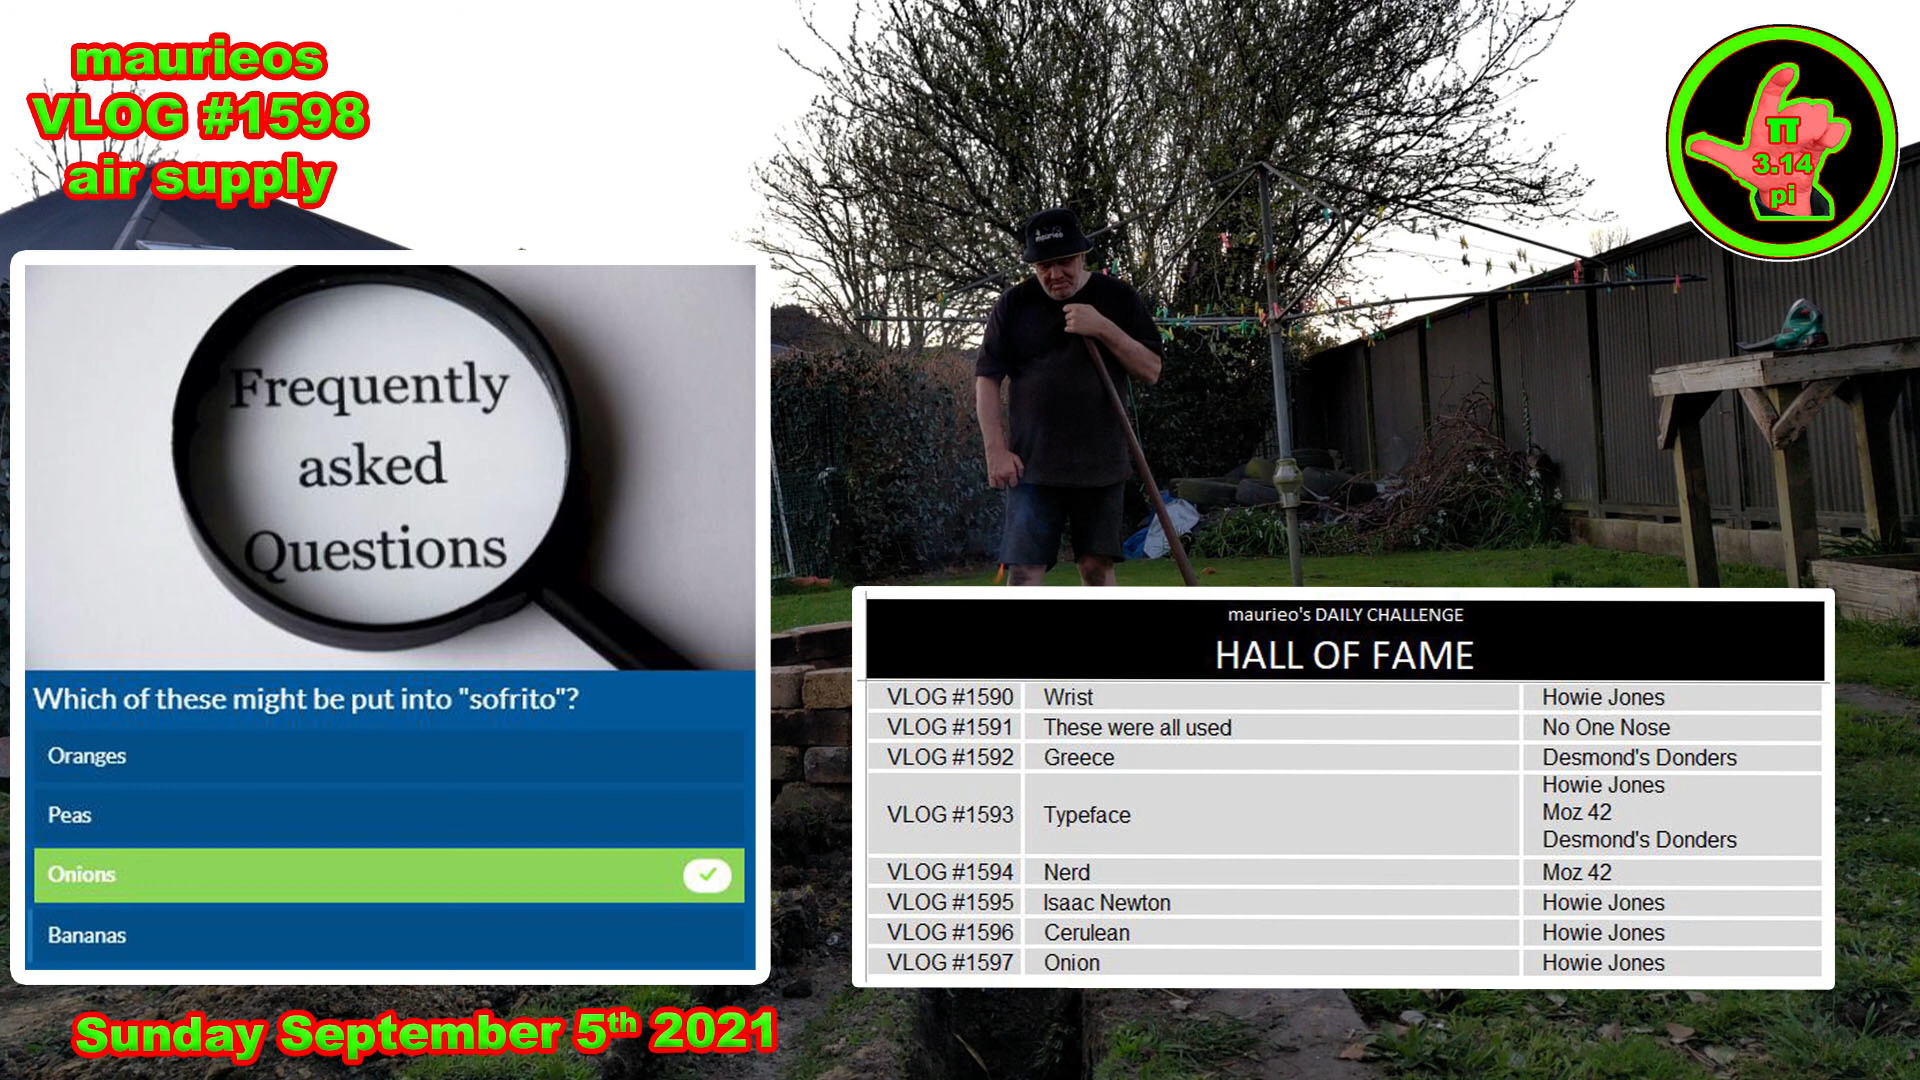 maurieos
VLOG #1598
air supply
π
3.14
pi
maurieo
Frequently
asked
Questions
Which of these might be put into "sofrito"?
Oranges
Peas
Onions
Bananas
maurieo's DAILY CHALLENGE
HALL OF FAME
VLOG #1590 Wrist Howie Jones
VLOG #1591 These were all used No One Nose
VLOG #1592 Greece Desmond's Donders
VLOG #1593 Typeface Howie Jones
Moz 42
Desmond's Donders
VLOG #1594 Nerd Moz 42
VLOG #1595 Isaac Newton Howie Jones
VLOG #1596 Cerulean Howie Jones
VLOG #1597 Onion Howie Jones
Sunday September 5th 2021